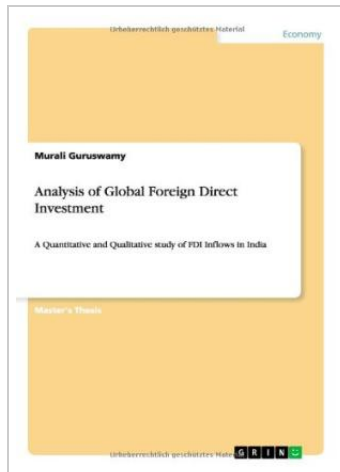 Urheberrechtlich geschütztes Material
Economy
Murali Guruswamy
Analysis of Global Foreign Direct
Investment
A Quantitative and Qualitative study of FDI Inflows in India
Master's Thesis
Urheberrechtlich geschütztes Mater
GRIN